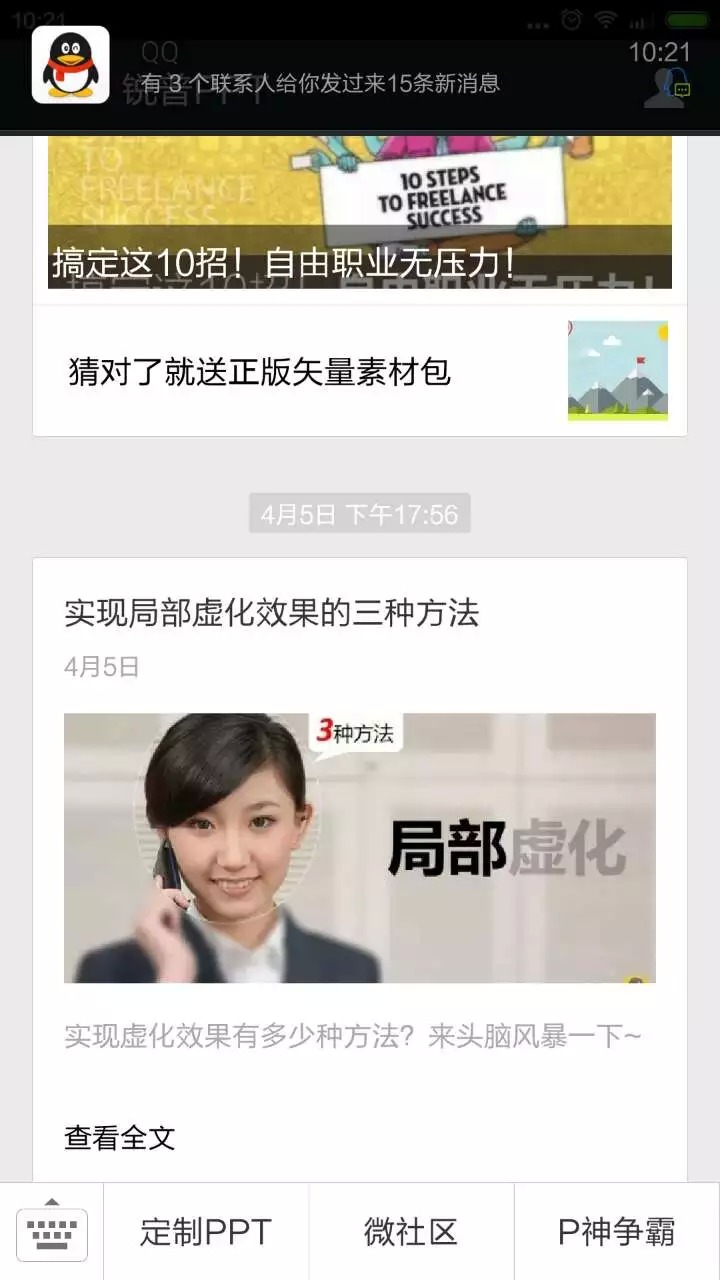 10:21
QQ
10:21
锐普PPT
有 3 个联系人给你发过来15条新消息
TO
FREELANCE
SUCCESS
10 STEPS
TO FREELANCE
SUCCESS
搞定这10招！自由职业无压力！
猜对了就送正版矢量素材包
4月5日 下午17:56
实现局部虚化效果的三种方法
4月5日
3种方法
局部虚化
实现虚化效果有多少种方法？来头脑风暴一下~
查看全文
定制PPT
微社区
P神争霸